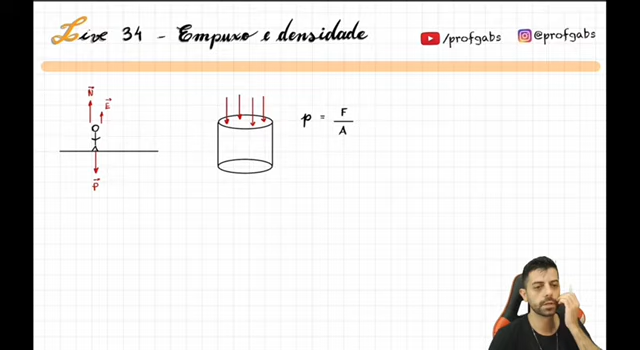 Live 34 - Empuxo e densidade
/profgabs
@profgabs
N
E
P
p = F
A